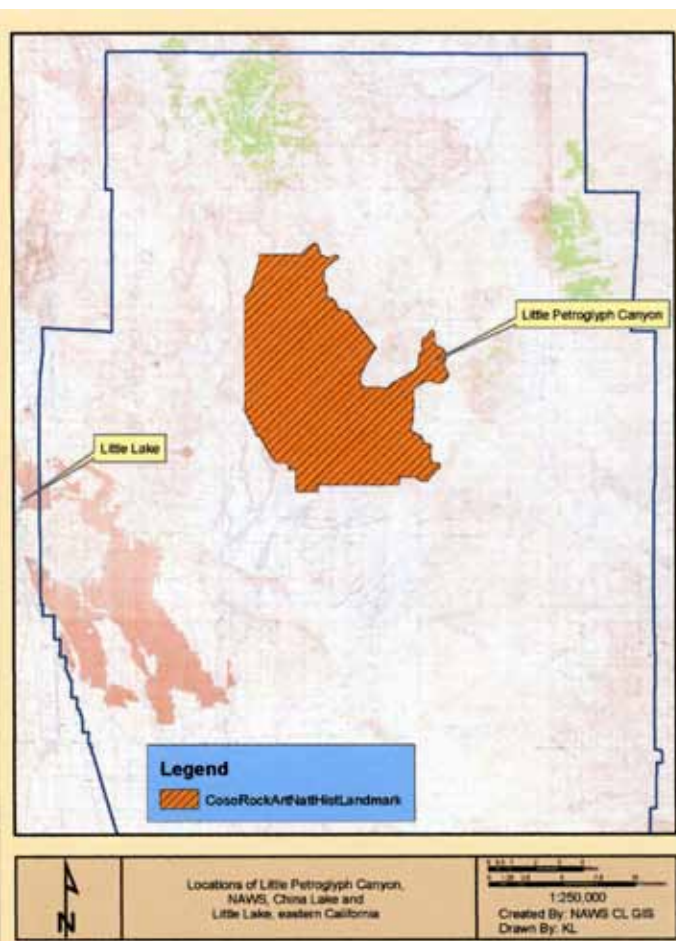 Little Petroglyph Canyon
Little Lake
Legend
CosoRockArtNatlHistLandmark
N
Locations of Little Petroglyph Canyon,
NAWS, China Lake and
Little Lake, eastern California
1:250,000
Created By: NAWS CL GIS
Drawn By: KL